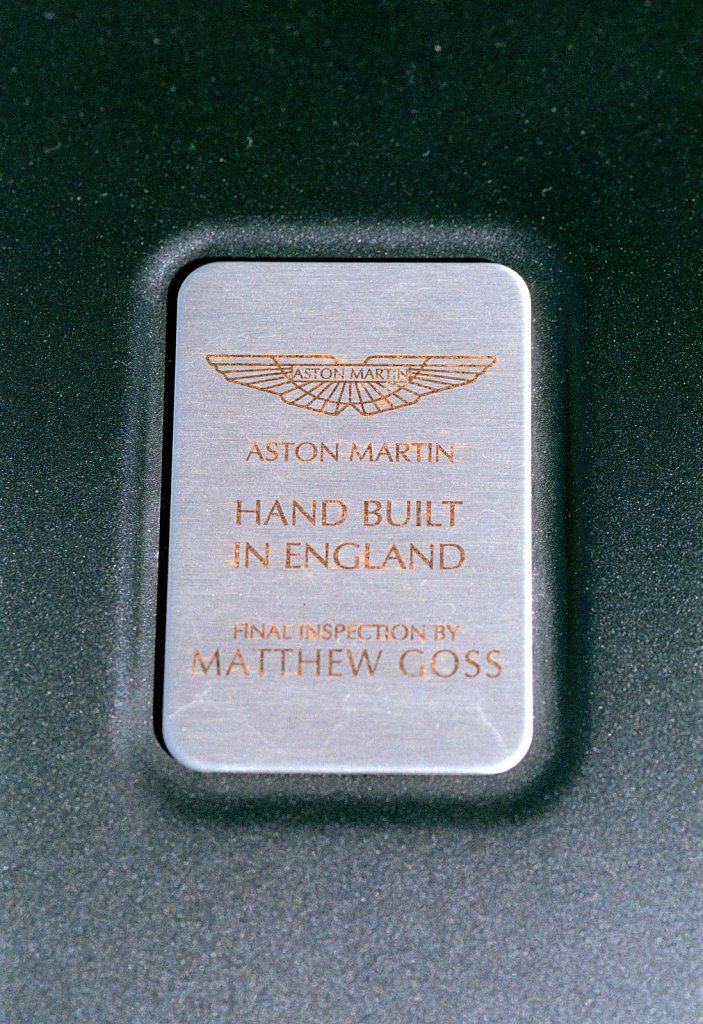 ASTON MARTIN
ASTON MARTIN
HAND BUILT
IN ENGLAND
FINAL INSPECTION BY
MATTHEW GOSS